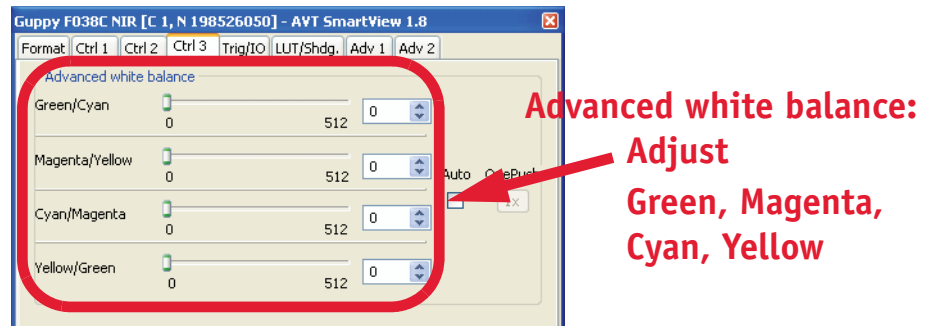 Guppy F038C NIR [C 1, N 198526050] - AVT SmartView 1.8
Format Ctrl 1 Ctrl 2 Ctrl 3 Trig/IO LUT/Shdg. Adv 1 Adv 2
Advanced white balance
Green/Cyan 0
0 512
Magenta/Yellow 0
0 512
Auto OnePush
1x
Cyan/Magenta 0
0 512
Yellow/Green 0
0 512
Advanced white balance:
Adjust
Green, Magenta,
Cyan, Yellow